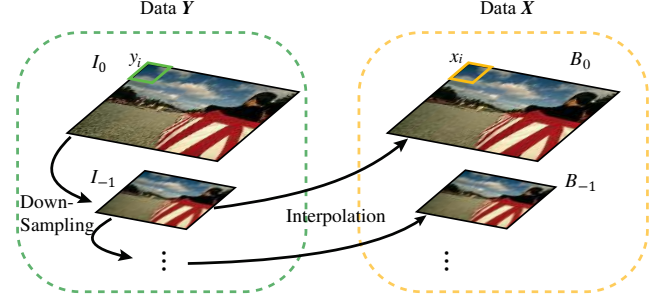 Data Y
Data X
I₀
yᵢ
xᵢ
B₀
I₋₁
B₋₁
Down-
Sampling
Interpolation